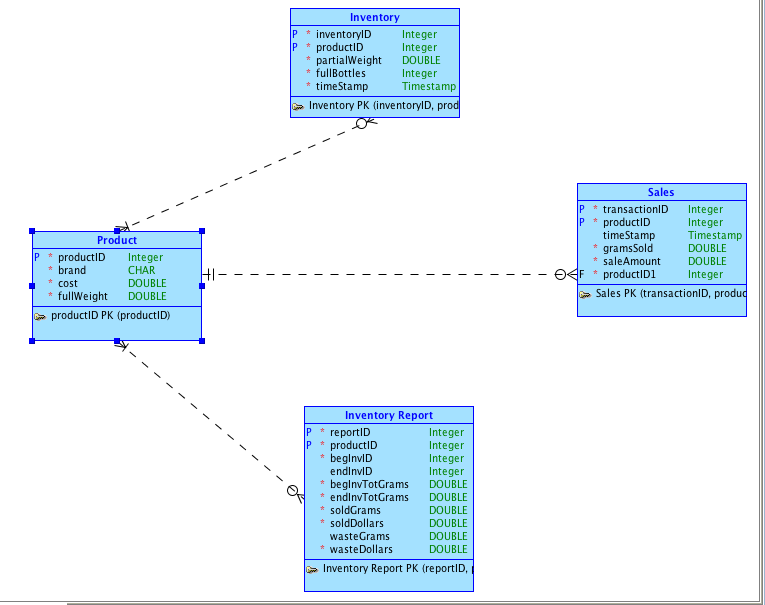 Inventory
P * inventoryID Integer
P * productID Integer
* partialWeight DOUBLE
* fullBottles Integer
* timeStamp Timestamp
Inventory PK (inventoryID, prod
Sales
P * transactionID Integer
P * productID Integer
timeStamp Timestamp
* gramsSold DOUBLE
* saleAmount DOUBLE
F * productID1 Integer
Sales PK (transactionID, produc
Product
P * productID Integer
* brand CHAR
* cost DOUBLE
* fullWeight DOUBLE
productID PK (productID)
Inventory Report
P * reportID Integer
P * productID Integer
* begInvID Integer
endInvID Integer
* begInvTotGrams DOUBLE
* endInvTotGrams DOUBLE
* soldGrams DOUBLE
* soldDollars DOUBLE
wasteGrams DOUBLE
* wasteDollars DOUBLE
Inventory Report PK (reportID,